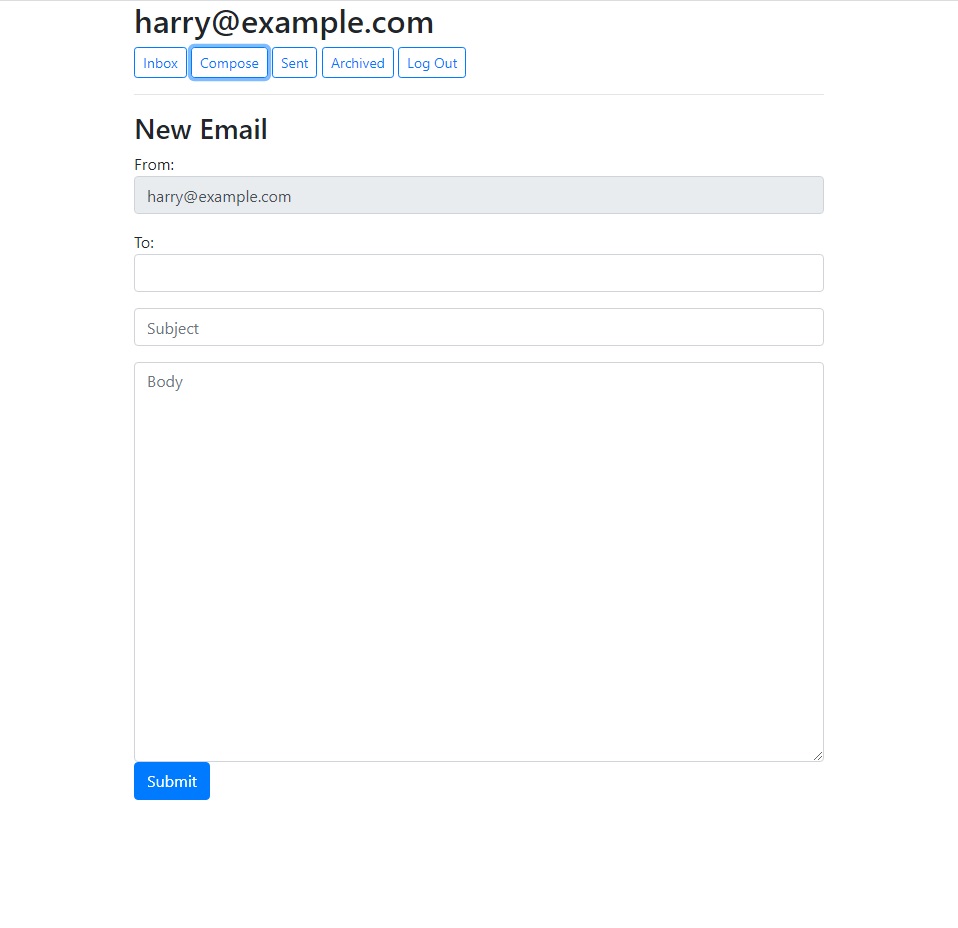 harry@example.com
Inbox Compose Sent Archived Log Out
New Email
From:
harry@example.com
To:
Subject
Body
Submit